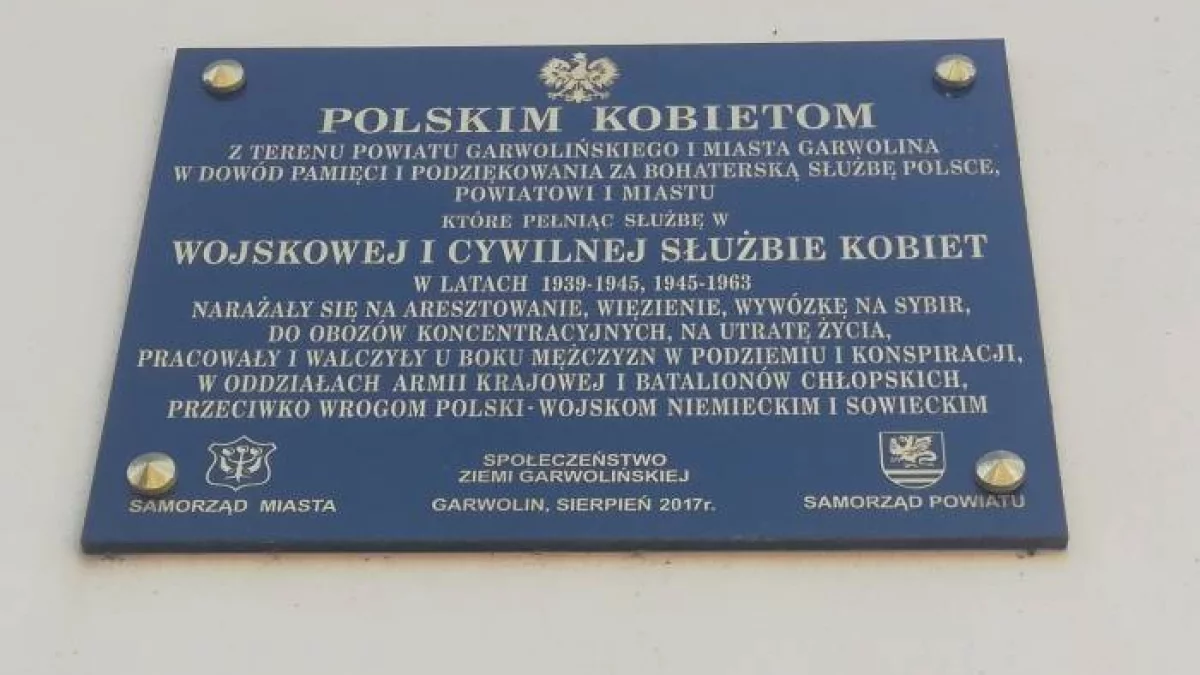 POLSKIM KOBIETOM
Z TERENU POWIATU GARWOLIŃSKIEGO I MIASTA GARWOLINA
W DOWÓD PAMIĘCI I PODZIĘKOWANIA ZA BOHATERSKĄ SŁUŻBĘ POLSCE,
POWIATOWI I MIASTU
KTÓRE PEŁNIĄC SŁUŻBĘ W
WOJSKOWEJ I CYWILNEJ SŁUŻBIE KOBIET
W LATACH 1939-1945, 1945-1963
NARAŻAŁY SIĘ NA ARESZTOWANIE, WIĘZIENIE, WYWÓZKĘ NA SYBIR,
DO OBOZÓW KONCENTRACYJNYCH, NA UTRATĘ ŻYCIA,
PRACOWAŁY I WALCZYŁY U BOKU MĘŻCZYZN W PODZIEMIU I KONSPIRACJI,
W ODDZIAŁACH ARMII KRAJOWEJ I BATALIONÓW CHŁOPSKICH,
PRZECIWKO WROGOM POLSKI-WOJSKOM NIEMIECKIM I SOWIECKIM
SPOŁECZEŃSTWO
ZIEMI GARWOLIŃSKIEJ
SAMORZĄD MIASTA
GARWOLIN, SIERPIEŃ 2017r.
SAMORZĄD POWIATU